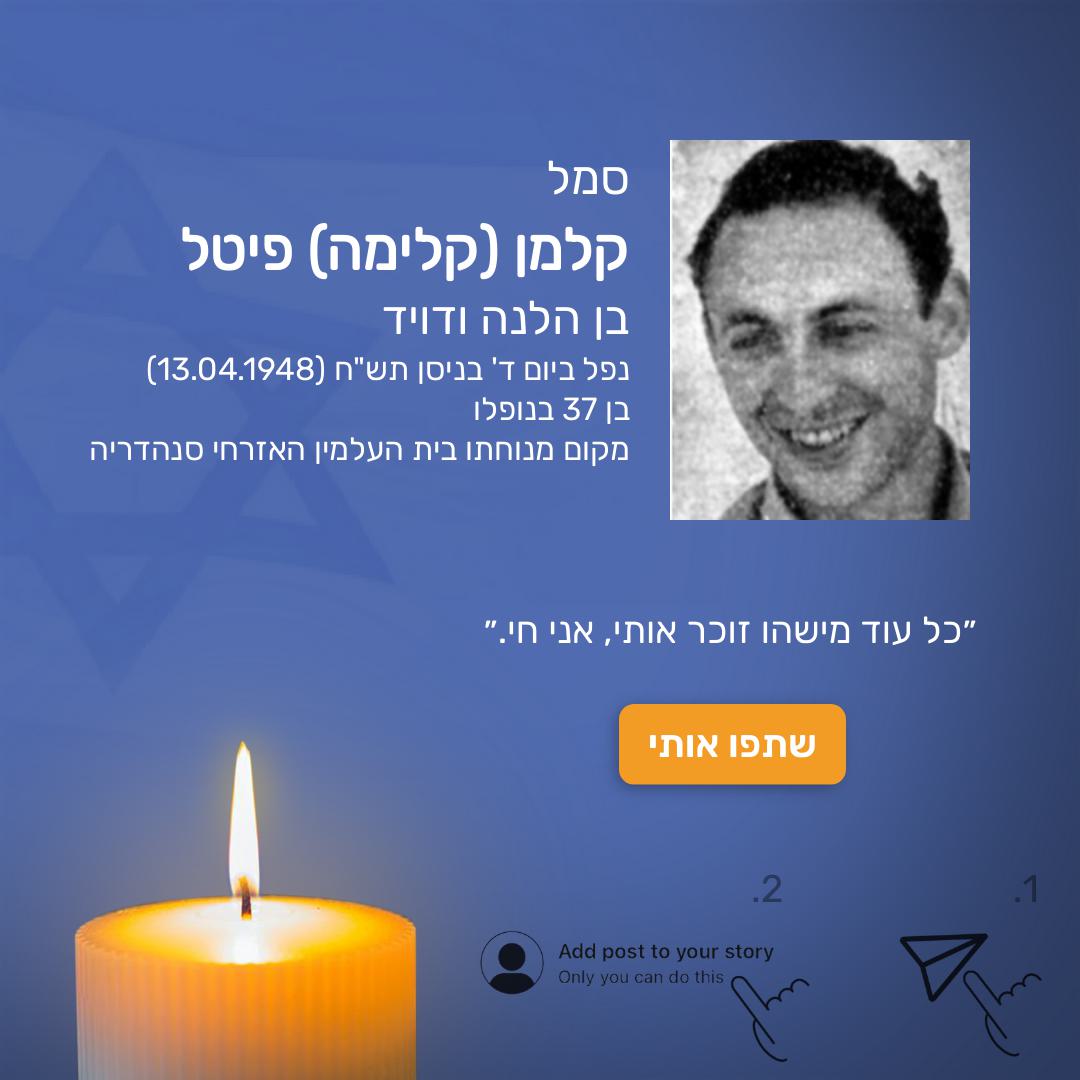 סמל
קלמן (קלימה) פיטל
בן הלנה ודויד
נפל ביום ד' בניסן תש"ח (13.04.1948)
בן 37 בנופלו
מקום מנוחתו בית העלמין האזרחי סנהדריה
״כל עוד מישהו זוכר אותי, אני חי.״
שתפו אותי
.1
.2
Add post to your story
Only you can do this